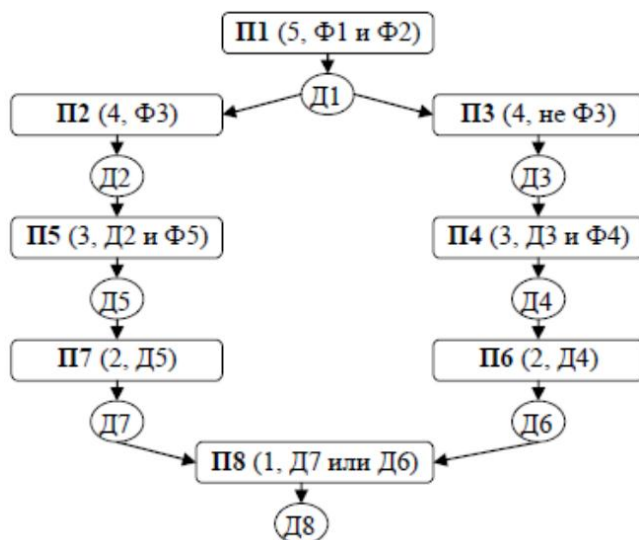 П1 (5, Ф1 и Ф2)
Д1
П2 (4, Ф3)
П3 (4, не Ф3)
Д2
Д3
П5 (3, Д2 и Ф5)
П4 (3, Д3 и Ф4)
Д5
Д4
П7 (2, Д5)
П6 (2, Д4)
Д7
Д6
П8 (1, Д7 или Д6)
Д8